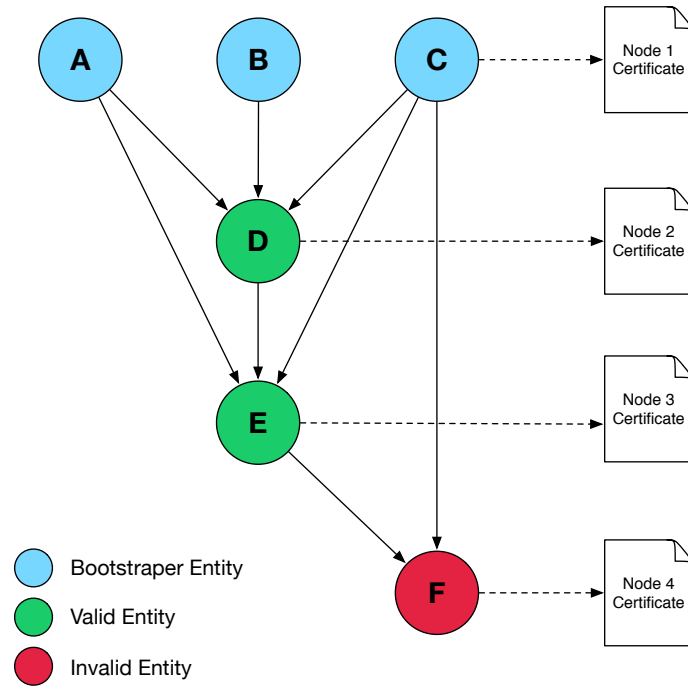 A
B
C
Node 1
Certificate
D
Node 2
Certificate
E
Node 3
Certificate
F
Node 4
Certificate
Bootstraper Entity
Valid Entity
Invalid Entity